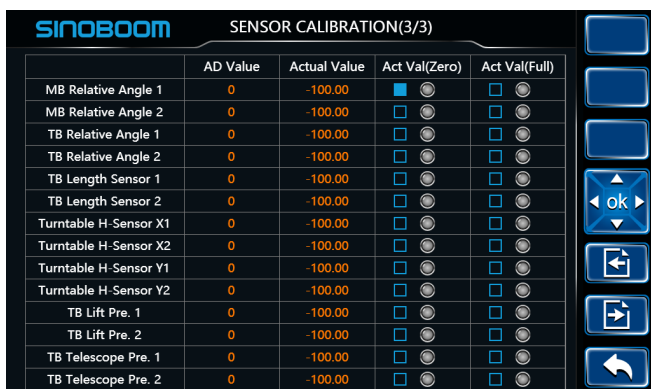 SINOBOOM SENSOR CALIBRATION(3/3)
AD Value Actual Value Act Val(Zero) Act Val(Full)
MB Relative Angle 1 0 -100.00
MB Relative Angle 2 0 -100.00
TB Relative Angle 1 0 -100.00
TB Relative Angle 2 0 -100.00
TB Length Sensor 1 0 -100.00
TB Length Sensor 2 0 -100.00
ok
Turntable H-Sensor X1 0 -100.00
Turntable H-Sensor X2 0 -100.00
Turntable H-Sensor Y1 0 -100.00
Turntable H-Sensor Y2 0 -100.00
TB Lift Pre. 1 0 -100.00
TB Lift Pre. 2 0 -100.00
TB Telescope Pre. 1 0 -100.00
TB Telescope Pre. 2 0 -100.00